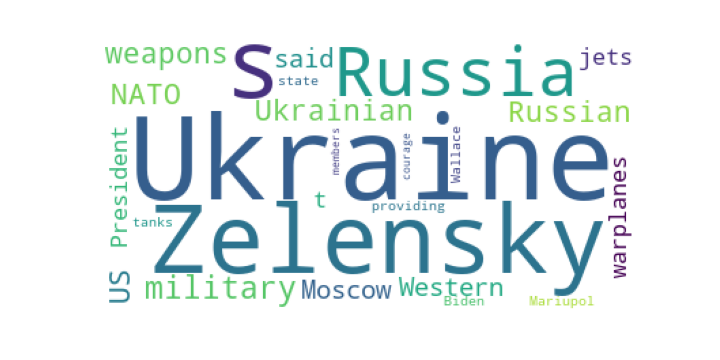 weapons S said Russia jets
state
NATO Ukrainian Russian
Ukraine
members courage Wallace
President t providing warplanes
Zelensky
tanks
US military Moscow Western
Biden Mariupol